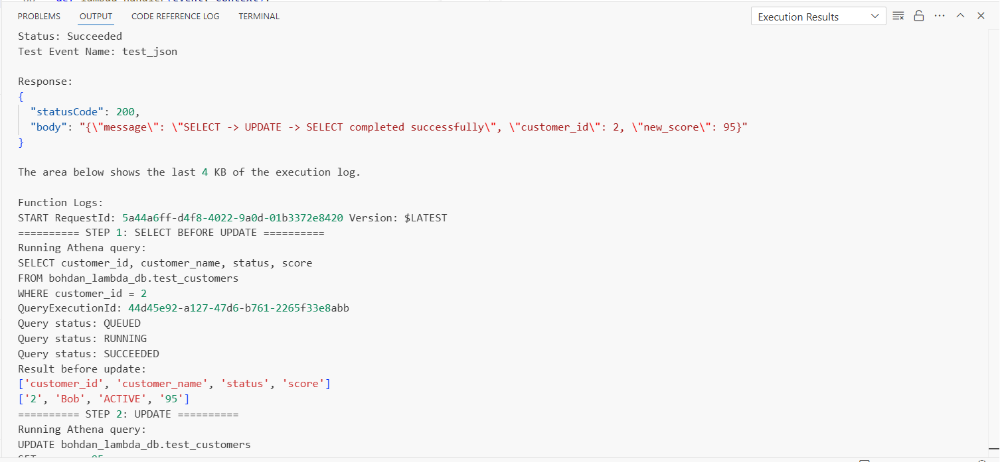 def lambda_handler(event, context):
PROBLEMS OUTPUT CODE REFERENCE LOG TERMINAL Execution Results
Status: Succeeded
Test Event Name: test_json
Response:
{
"statusCode": 200,
"body": "{\"message\": \"SELECT -> UPDATE -> SELECT completed successfully\", \"customer_id\": 2, \"new_score\": 95}"
}
The area below shows the last 4 KB of the execution log.
Function Logs:
START RequestId: 5a44a6ff-d4f8-4022-9a0d-01b3372e8420 Version: $LATEST
========== STEP 1: SELECT BEFORE UPDATE ==========
Running Athena query:
SELECT customer_id, customer_name, status, score
FROM bohdan_lambda_db.test_customers
WHERE customer_id = 2
QueryExecutionId: 44d45e92-a127-47d6-b761-2265f33e8abb
Query status: QUEUED
Query status: RUNNING
Query status: SUCCEEDED
Result before update:
['customer_id', 'customer_name', 'status', 'score']
['2', 'Bob', 'ACTIVE', '95']
========== STEP 2: UPDATE ==========
Running Athena query:
UPDATE bohdan_lambda_db.test_customers